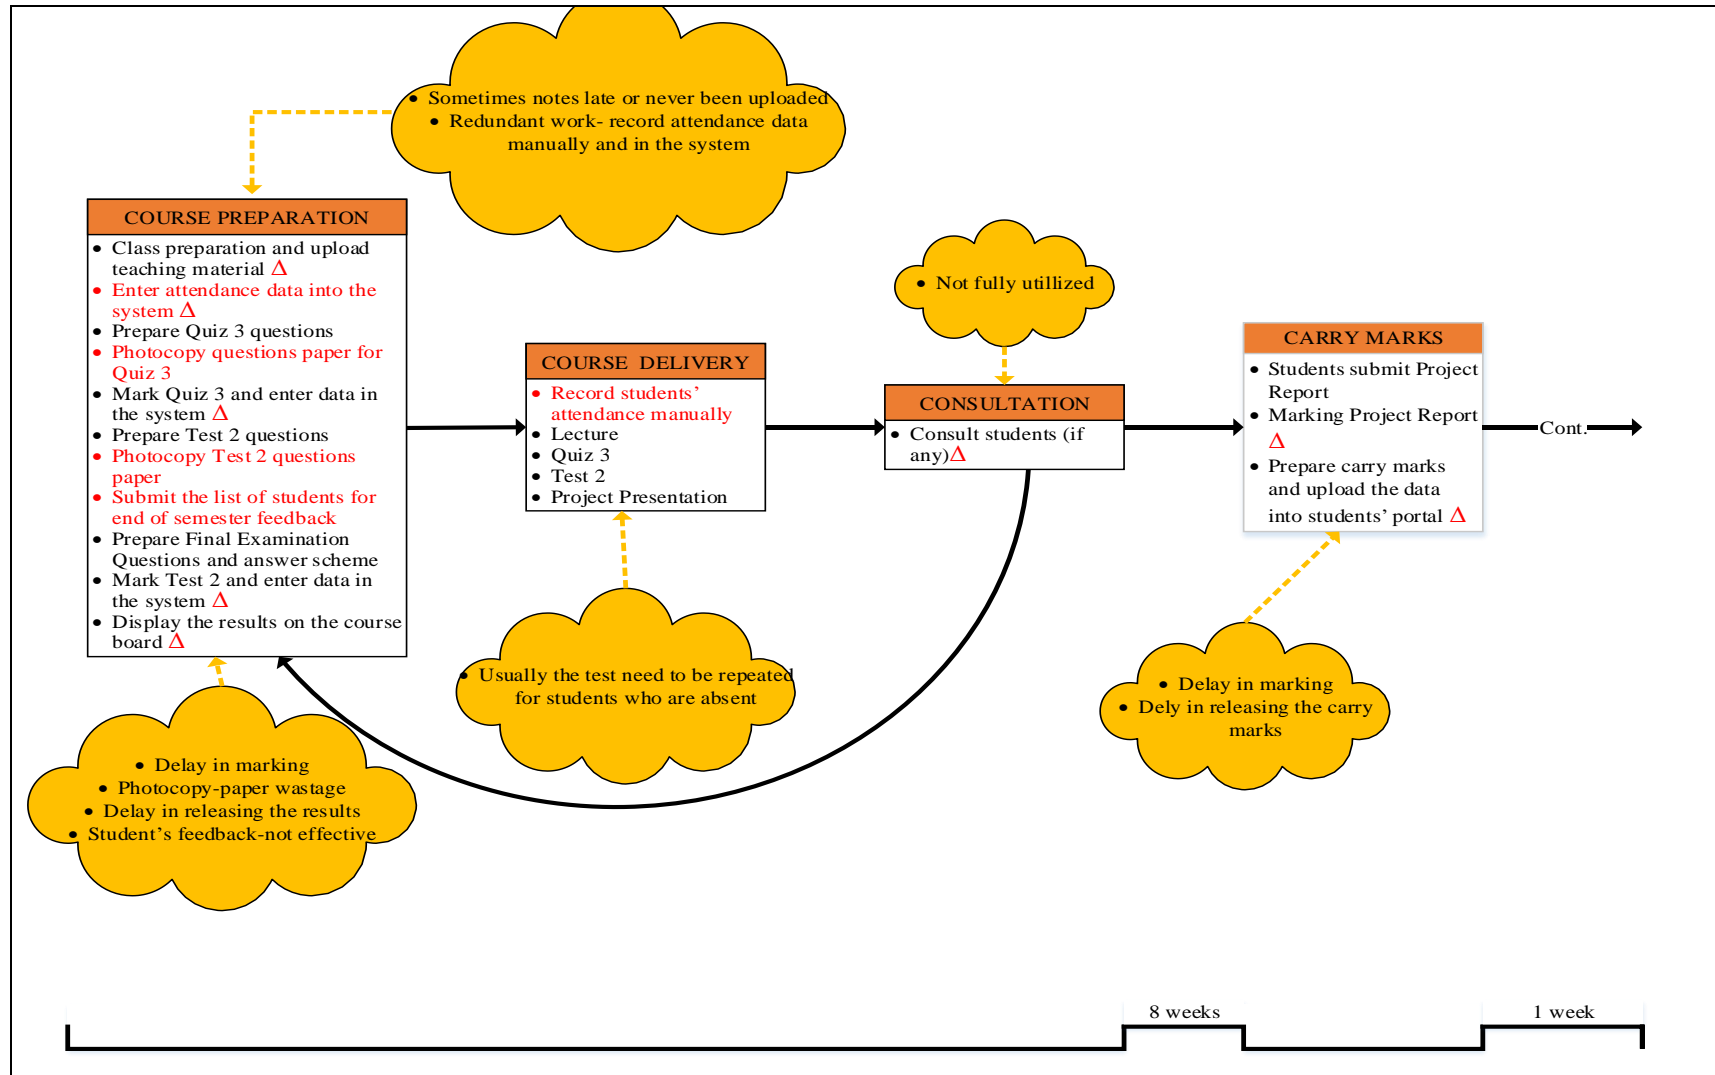 • Sometimes notes late or never been uploaded
• Redundant work- record attendance data
manually and in the system
COURSE PREPARATION
• Class preparation and upload
teaching material Δ
• Enter attendance data into the
system Δ
• Prepare Quiz 3 questions
• Photocopy questions paper for
Quiz 3
• Mark Quiz 3 and enter data in
the system Δ
• Prepare Test 2 questions
• Photocopy Test 2 questions
paper
• Submit the list of students for
end of semester feedback
• Prepare Final Examination
Questions and answer scheme
• Mark Test 2 and enter data in
the system Δ
• Display the results on the course
board Δ
• Delay in marking
• Photocopy-paper wastage
• Delay in releasing the results
• Student’s feedback-not effective
COURSE DELIVERY
• Record students’
attendance manually
• Lecture
• Quiz 3
• Test 2
• Project Presentation
• Usually the test need to be repeated
for students who are absent
• Not fully utillized
CONSULTATION
• Consult students (if
any)Δ
CARRY MARKS
• Students submit Project
Report
• Marking Project Report
Δ
• Prepare carry marks
and upload the data
into students’ portal Δ
Cont.
• Delay in marking
• Dely in releasing the carry
marks
8 weeks
1 week